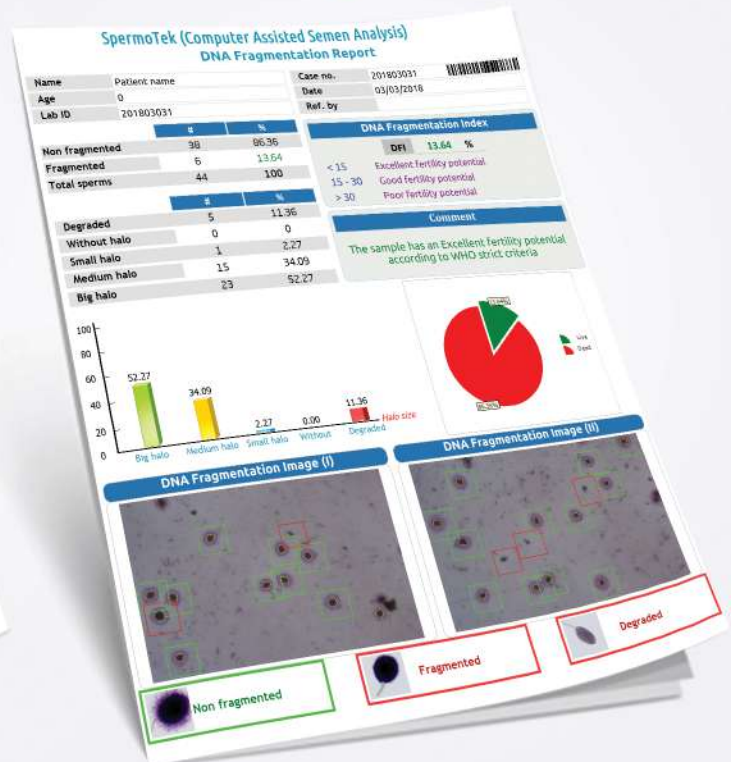 SpermoTek (Computer Assisted Semen Analysis)
DNA Fragmentation Report
Name Patient name
Age 0
Lab ID 201803031
Case no. 201803031
Date 03/03/2018
Ref. by
# %
Non fragmented 38 86.36
Fragmented 6 13.64
Total sperms 44 100
DNA Fragmentation Index
DFI 13.64 %
< 15 Excellent fertility potential
15 - 30 Good fertility potential
> 30 Poor fertility potential
# %
Degraded 5 11.36
Without halo 0 0
Small halo 1 2.27
Medium halo 15 34.09
Big halo 23 52.27
Comment
The sample has an Excellent fertility potential
according to WHO strict criteria
100
80
60
40
20
0
52.27
34.09
2.27
0.00
11.36
Halo size
Big halo Medium halo Small halo Without Degraded
Live
Dead
DNA Fragmentation Image (I)
DNA Fragmentation Image (II)
Non fragmented
Fragmented
Degraded